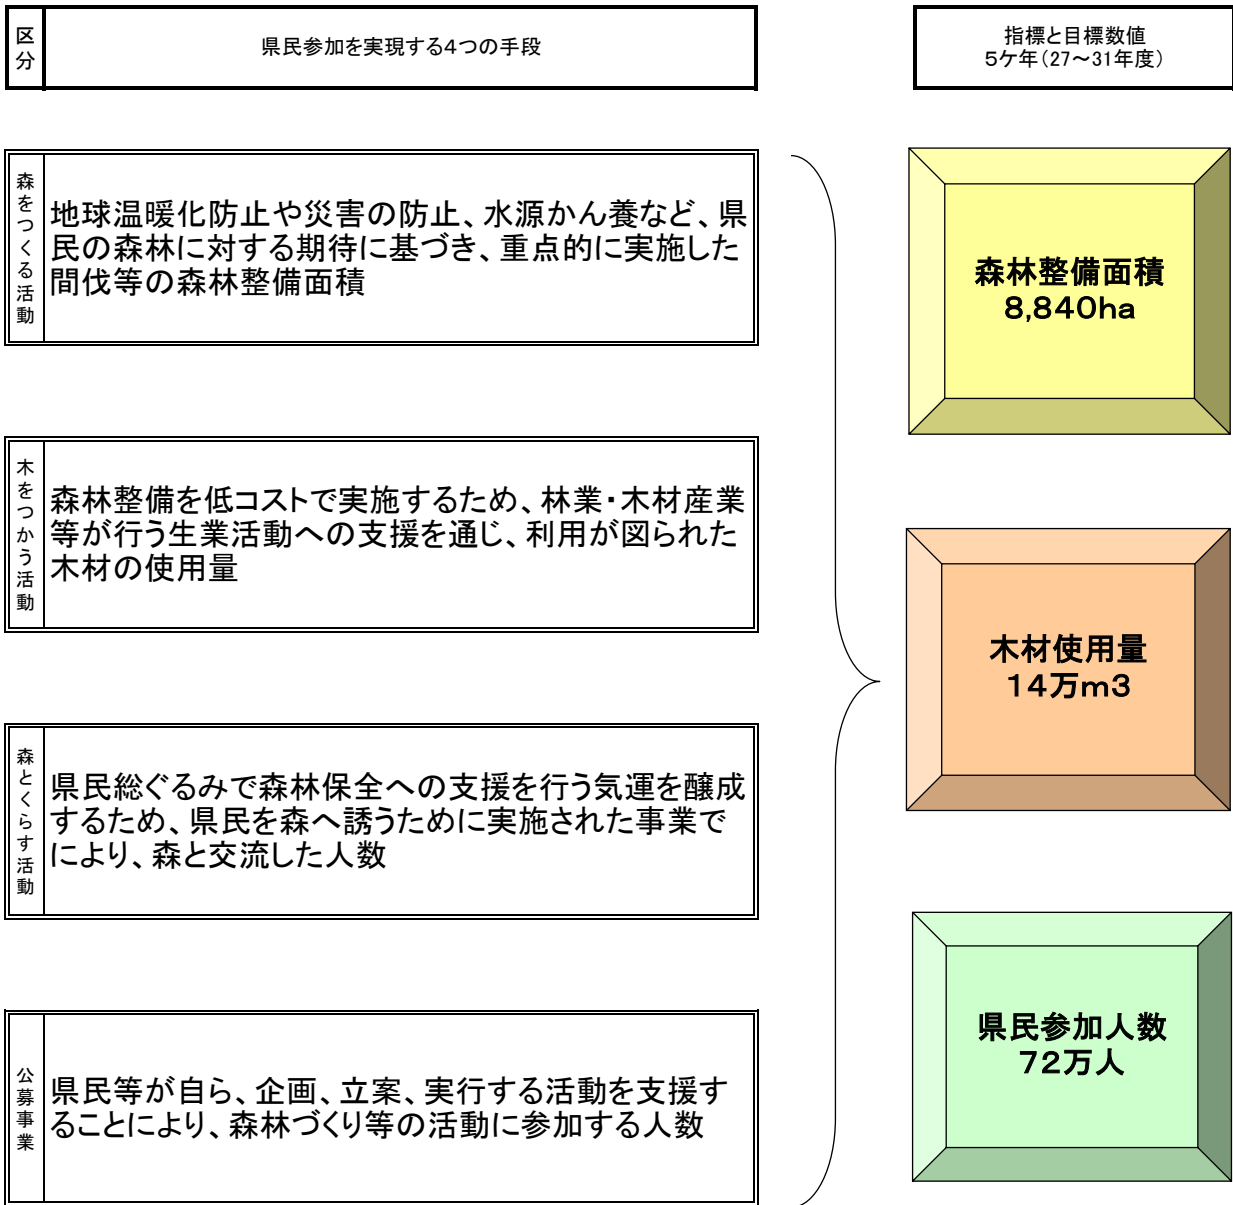 区分
県民参加を実現する4つの手段
指標と目標数値
5ケ年(27～31年度)
森をつくる活動
地球温暖化防止や災害の防止、水源かん養など、県
民の森林に対する期待に基づき、重点的に実施した
間伐等の森林整備面積
森林整備面積
8,840ha
木をつかう活動
森林整備を低コストで実施するため、林業・木材産業
等が行う生業活動への支援を通じ、利用が図られた
木材の使用量
木材使用量
14万m3
森とくらす活動
県民総ぐるみで森林保全への支援を行う気運を醸成
するため、県民を森へ誘うために実施された事業で
により、森と交流した人数
県民参加人数
72万人
公募事業
県民等が自ら、企画、立案、実行する活動を支援す
ることにより、森林づくり等の活動に参加する人数